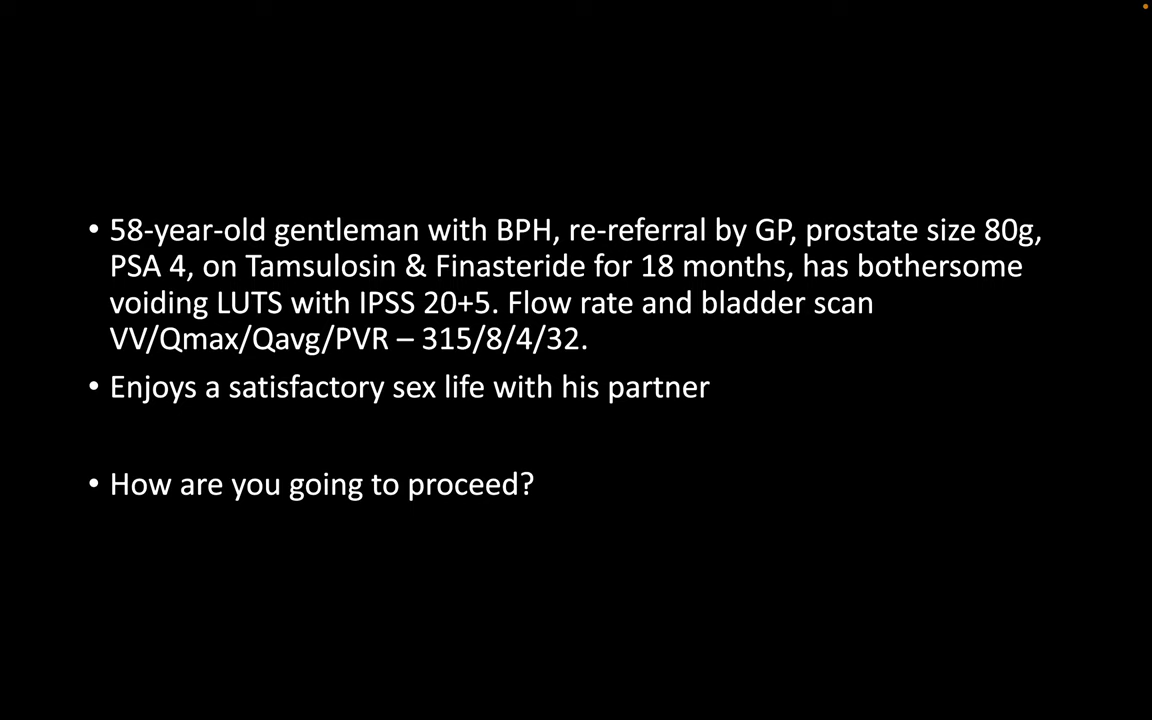 • 58-year-old gentleman with BPH, re-referral by GP, prostate size 80g,
PSA 4, on Tamsulosin & Finasteride for 18 months, has bothersome
voiding LUTS with IPSS 20+5. Flow rate and bladder scan
VV/Qmax/Qavg/PVR – 315/8/4/32.
• Enjoys a satisfactory sex life with his partner
• How are you going to proceed?